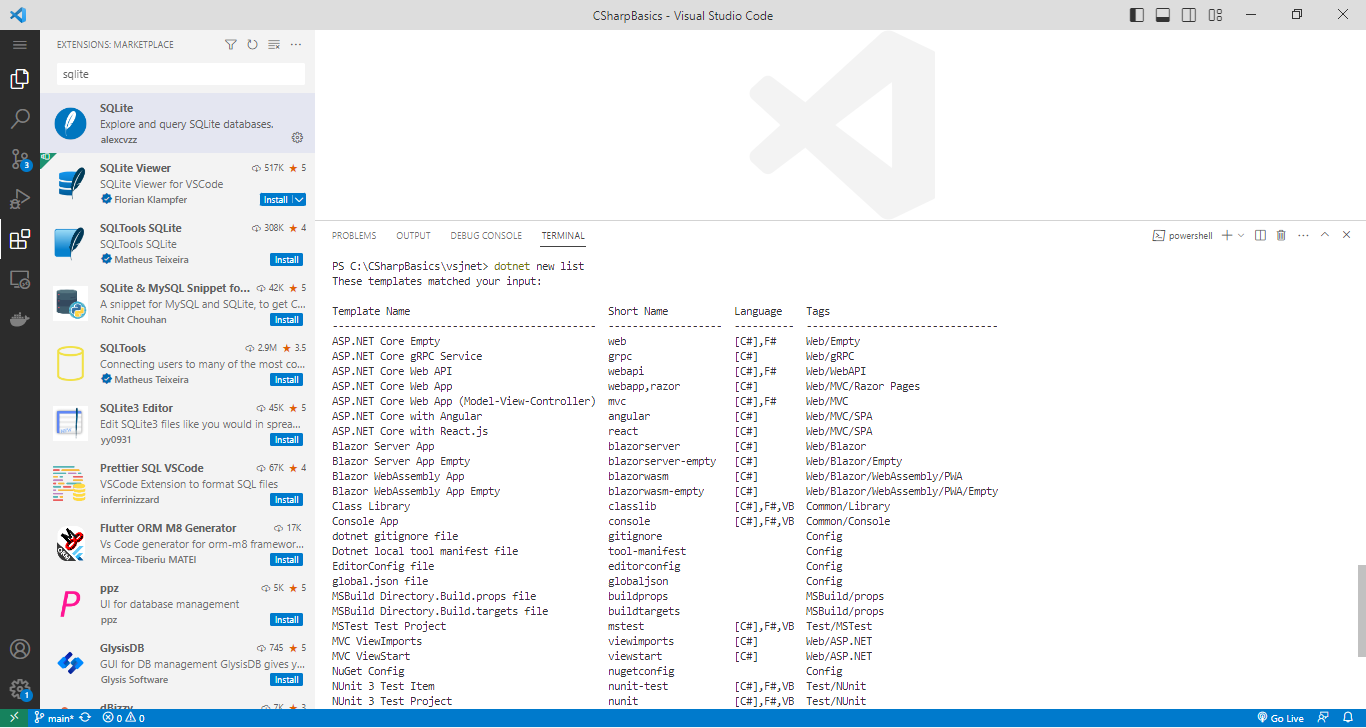 CSharpBasics - Visual Studio Code
EXTENSIONS: MARKETPLACE
sqlite
SQLite
Explore and query SQLite databases.
alexcvzz
SQLite Viewer 517K 5
SQLite Viewer for VSCode
Florian Klampfer Install
SQLTools SQLite 308K 4
SQLTools SQLite
Matheus Teixeira Install
SQLite & MySQL Snippet fo... 42K 5
A snippet for MySQL and SQLite, to get C...
Rohit Chouhan Install
SQLTools 2.9M 3.5
Connecting users to many of the most co...
Matheus Teixeira Install
SQLite3 Editor 45K 5
Edit SQLite3 files like you would in sprea...
yy0931 Install
Prettier SQL VSCode 67K 4
VSCode Extension to format SQL files
inferrinizzard Install
Flutter ORM M8 Generator 17K
Vs Code generator for orm-m8 framewor...
Mircea-Tiberiu MATEI Install
ppz 5K 5
UI for database management
ppz Install
GlysisDB 745 5
GUI for DB management GlysisDB gives y...
Glysis Software Install
dBizzy 7K 3
3
1
PROBLEMS OUTPUT DEBUG CONSOLE TERMINAL powershell
PS C:\CSharpBasics\vsjnet> dotnet new list
These templates matched your input:
Template Name Short Name Language Tags
-------------------------------------------- ------------------- ---------- --------------------------------
ASP.NET Core Empty web [C#],F# Web/Empty
ASP.NET Core gRPC Service grpc [C#] Web/gRPC
ASP.NET Core Web API webapi [C#],F# Web/WebAPI
ASP.NET Core Web App webapp,razor [C#] Web/MVC/Razor Pages
ASP.NET Core Web App (Model-View-Controller) mvc [C#],F# Web/MVC
ASP.NET Core with Angular angular [C#] Web/MVC/SPA
ASP.NET Core with React.js react [C#] Web/MVC/SPA
Blazor Server App blazorserver [C#] Web/Blazor
Blazor Server App Empty blazorserver-empty [C#] Web/Blazor/Empty
Blazor WebAssembly App blazorwasm [C#] Web/Blazor/WebAssembly/PWA
Blazor WebAssembly App Empty blazorwasm-empty [C#] Web/Blazor/WebAssembly/PWA/Empty
Class Library classlib [C#],F#,VB Common/Library
Console App console [C#],F#,VB Common/Console
dotnet gitignore file gitignore Config
Dotnet local tool manifest file tool-manifest Config
EditorConfig file editorconfig Config
global.json file globaljson Config
MSBuild Directory.Build.props file buildprops MSBuild/props
MSBuild Directory.Build.targets file buildtargets MSBuild/props
MSTest Test Project mstest [C#],F#,VB Test/MSTest
MVC ViewImports viewimports [C#] Web/ASP.NET
MVC ViewStart viewstart [C#] Web/ASP.NET
NuGet Config nugetconfig Config
NUnit 3 Test Item nunit-test [C#],F#,VB Test/NUnit
NUnit 3 Test Project nunit [C#],F#,VB Test/NUnit
main* 0 0 Go Live